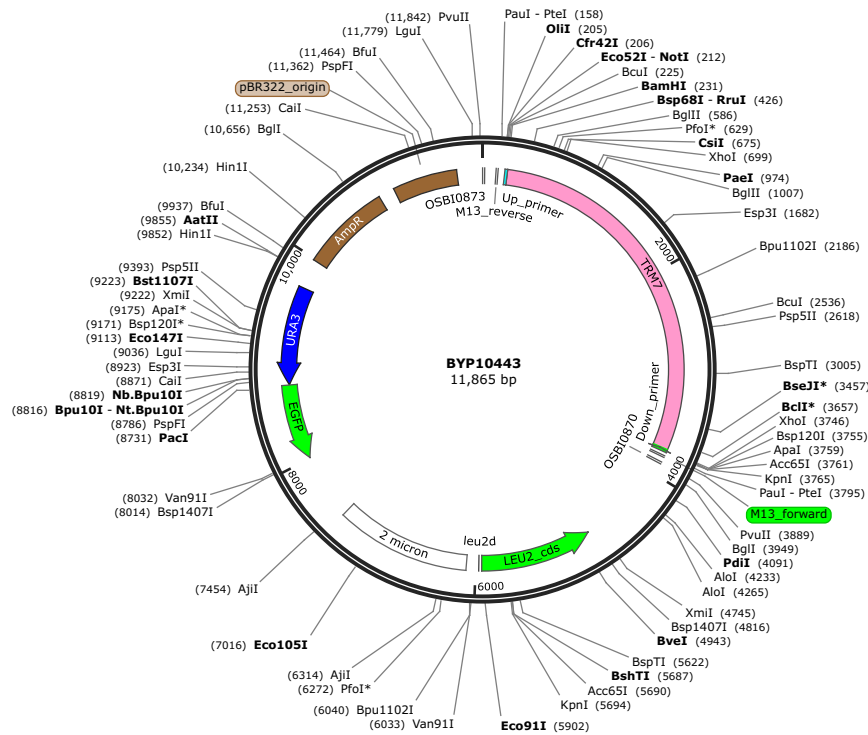 PauI - PteI (158)
OliI (205)
Cfr42I (206)
Eco52I - NotI (212)
BcuI (225)
BamHI (231)
Bsp68I - RruI (426)
BglII (586)
PfoI* (629)
CsiI (675)
XhoI (699)
PaeI (974)
BglII (1007)
Esp3I (1682)
Bpu1102I (2186)
BcuI (2536)
Psp5II (2618)
BspTI (3005)
BseJI* (3457)
BclI* (3657)
XhoI (3746)
Bsp120I (3755)
ApaI (3759)
Acc65I (3761)
KpnI (3765)
PauI - PteI (3795)
M13_forward
PvuII (3889)
BglI (3949)
PdiI (4091)
AloI (4233)
AloI (4265)
XmiI (4745)
Bsp1407I (4816)
BveI (4943)
BspTI (5622)
BshTI (5687)
Acc65I (5690)
KpnI (5694)
Eco91I (5902)
(6033) Van91I
(6040) Bpu1102I
(6272) PfoI*
(6314) AjiI
(7016) Eco105I
(7454) AjiI
(8014) Bsp1407I
(8032) Van91I
(8731) PacI
(8786) PspFI
(8816) Bpu10I - Nt.Bpu10I
(8819) Nb.Bpu10I
(8871) CaiI
(8923) Esp3I
(9036) LguI
(9113) Eco147I
(9171) Bsp120I*
(9175) ApaI*
(9222) XmiI
(9223) Bst1107I
(9393) Psp5II
(9852) Hin1I
(9855) AatII
(9937) BfuI
(10,234) Hin1I
(10,656) BglI
(11,253) CaiI
pBR322_origin
(11,362) PspFI
(11,464) BfuI
(11,779) LguI
(11,842) PvuII
OSBI0873
M13_reverse
Up_primer
TRM7
Down_primer
OSBI0870
LEU2_cds
leu2d
2 micron
EGFP
URA3
AmpR
2000
4000
6000
8000
10,000
BYP10443
11,865 bp